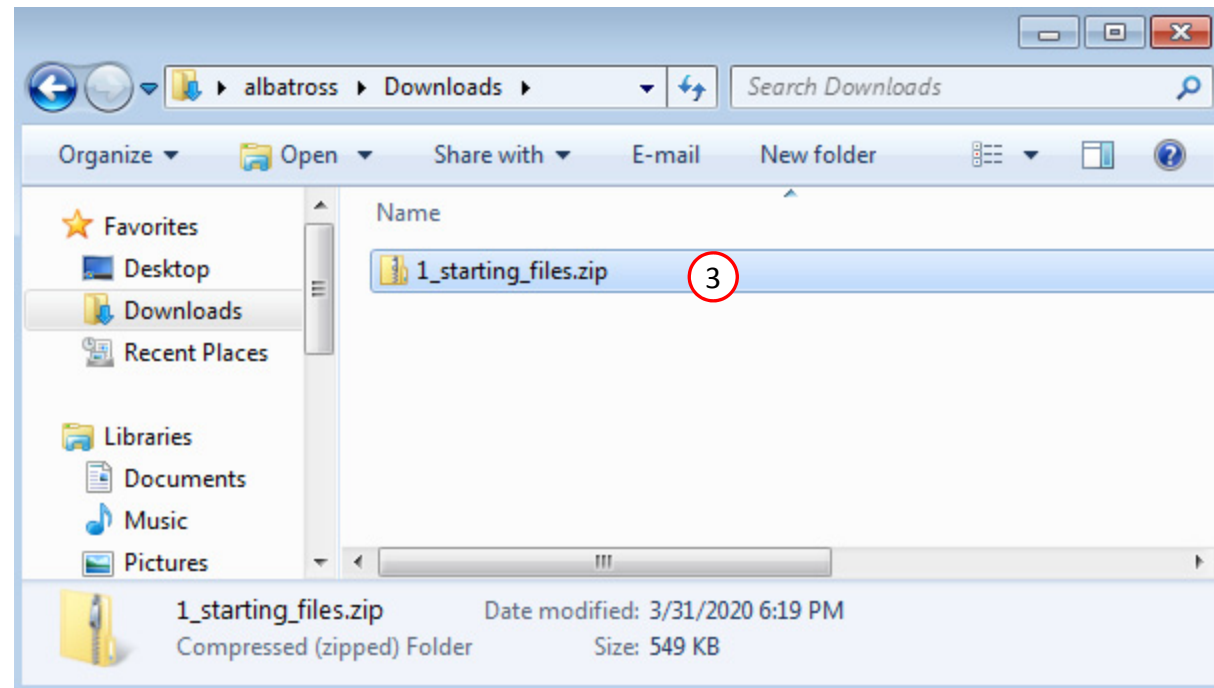 albatross Downloads
Search Downloads
Organize Open Share with E-mail New folder
Favorites
Desktop
Downloads
Recent Places
Libraries
Documents
Music
Pictures
Name
1_starting_files.zip 3
1_starting_files.zip Date modified: 3/31/2020 6:19 PM
Compressed (zipped) Folder Size: 549 KB